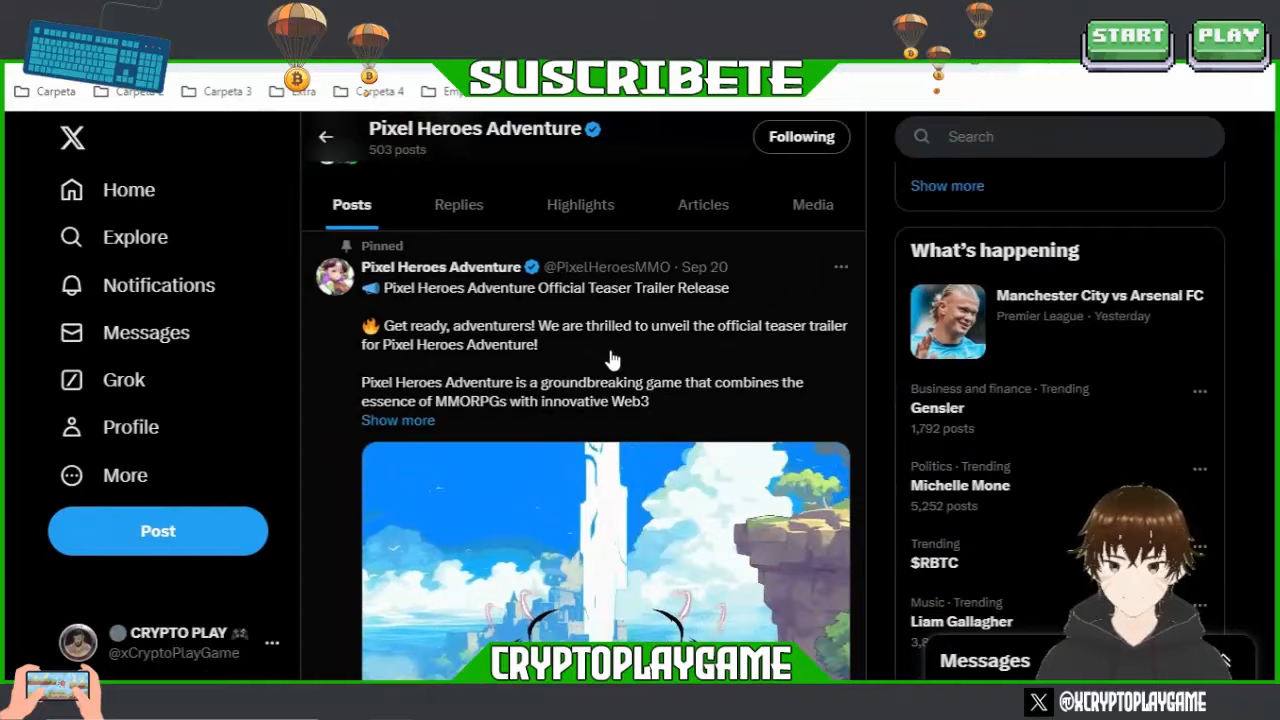 START PLAY
SUSCRIBETE
Carpeta Carpeta 2 Carpeta 3 Extra Carpeta 4
Pixel Heroes Adventure
503 posts
Following
Search
Show more
Home
Explore
Notifications
Messages
Grok
Profile
More
Post
CRYPTO PLAY
@xCryptoPlayGame
Posts Replies Highlights Articles Media
Pinned
Pixel Heroes Adventure @PixelHeroesMMO · Sep 20
📣 Pixel Heroes Adventure Official Teaser Trailer Release
🔥 Get ready, adventurers! We are thrilled to unveil the official teaser trailer
for Pixel Heroes Adventure!
Pixel Heroes Adventure is a groundbreaking game that combines the
essence of MMORPGs with innovative Web3
Show more
What's happening
Manchester City vs Arsenal FC
Premier League · Yesterday
Business and finance · Trending
Gensler
1,792 posts
Politics · Trending
Michelle Mone
5,252 posts
Trending
$RBTC
Music · Trending
Liam Gallagher
Messages
CRYPTOPLAYGAME
@XCRYPTOPLAYGAME